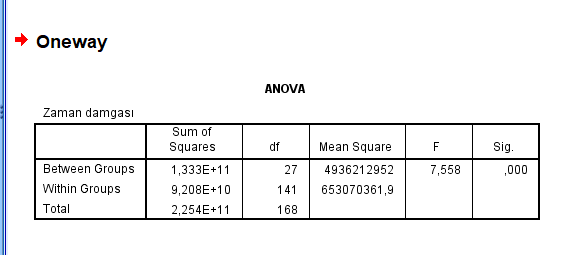 Oneway
ANOVA
Zaman damgası
Sum of Squares df Mean Square F Sig.
Between Groups 1,333E+11 27 4936212952 7,558 ,000
Within Groups 9,208E+10 141 653070361,9
Total 2,254E+11 168